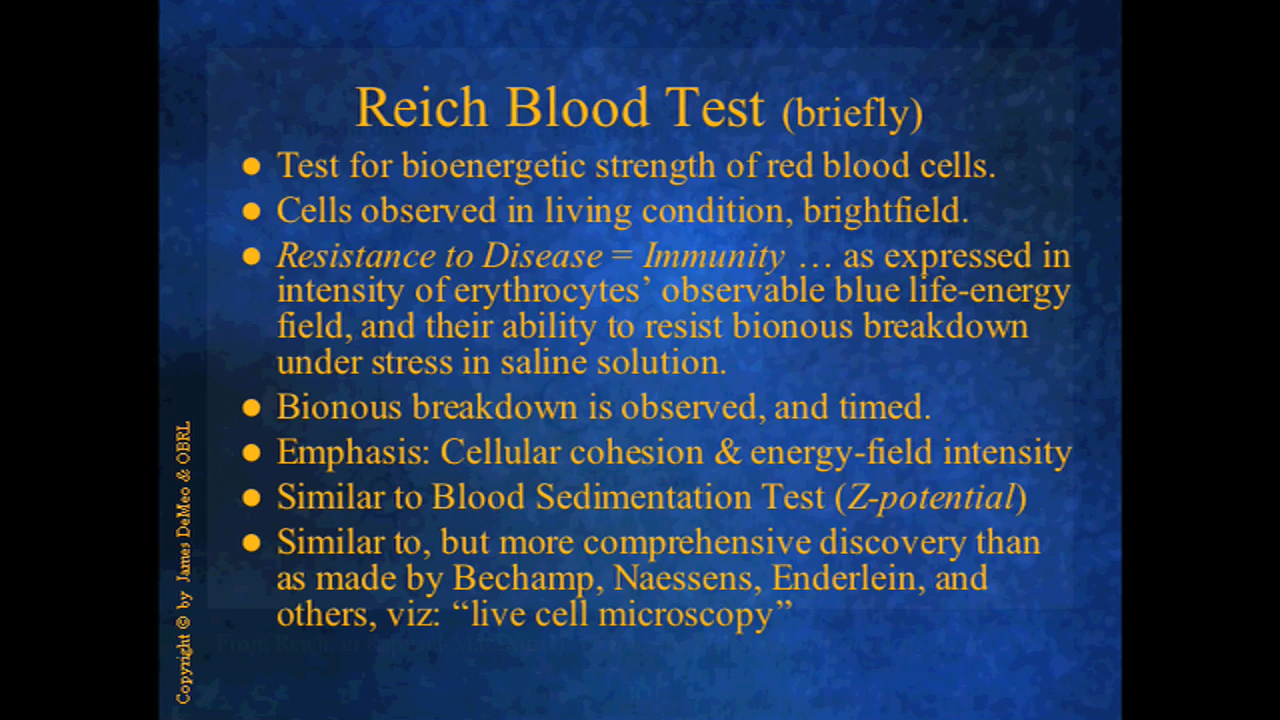 Reich Blood Test (briefly)
● Test for bioenergetic strength of red blood cells.
● Cells observed in living condition, brightfield.
● Resistance to Disease = Immunity … as expressed in
intensity of erythrocytes’ observable blue life-energy
field, and their ability to resist bionous breakdown
under stress in saline solution.
● Bionous breakdown is observed, and timed.
● Emphasis: Cellular cohesion & energy-field intensity
● Similar to Blood Sedimentation Test (Z-potential)
● Similar to, but more comprehensive discovery than
as made by Bechamp, Naessens, Enderlein, and
others, viz: “live cell microscopy”
Copyright © by James DeMeo & OBRL